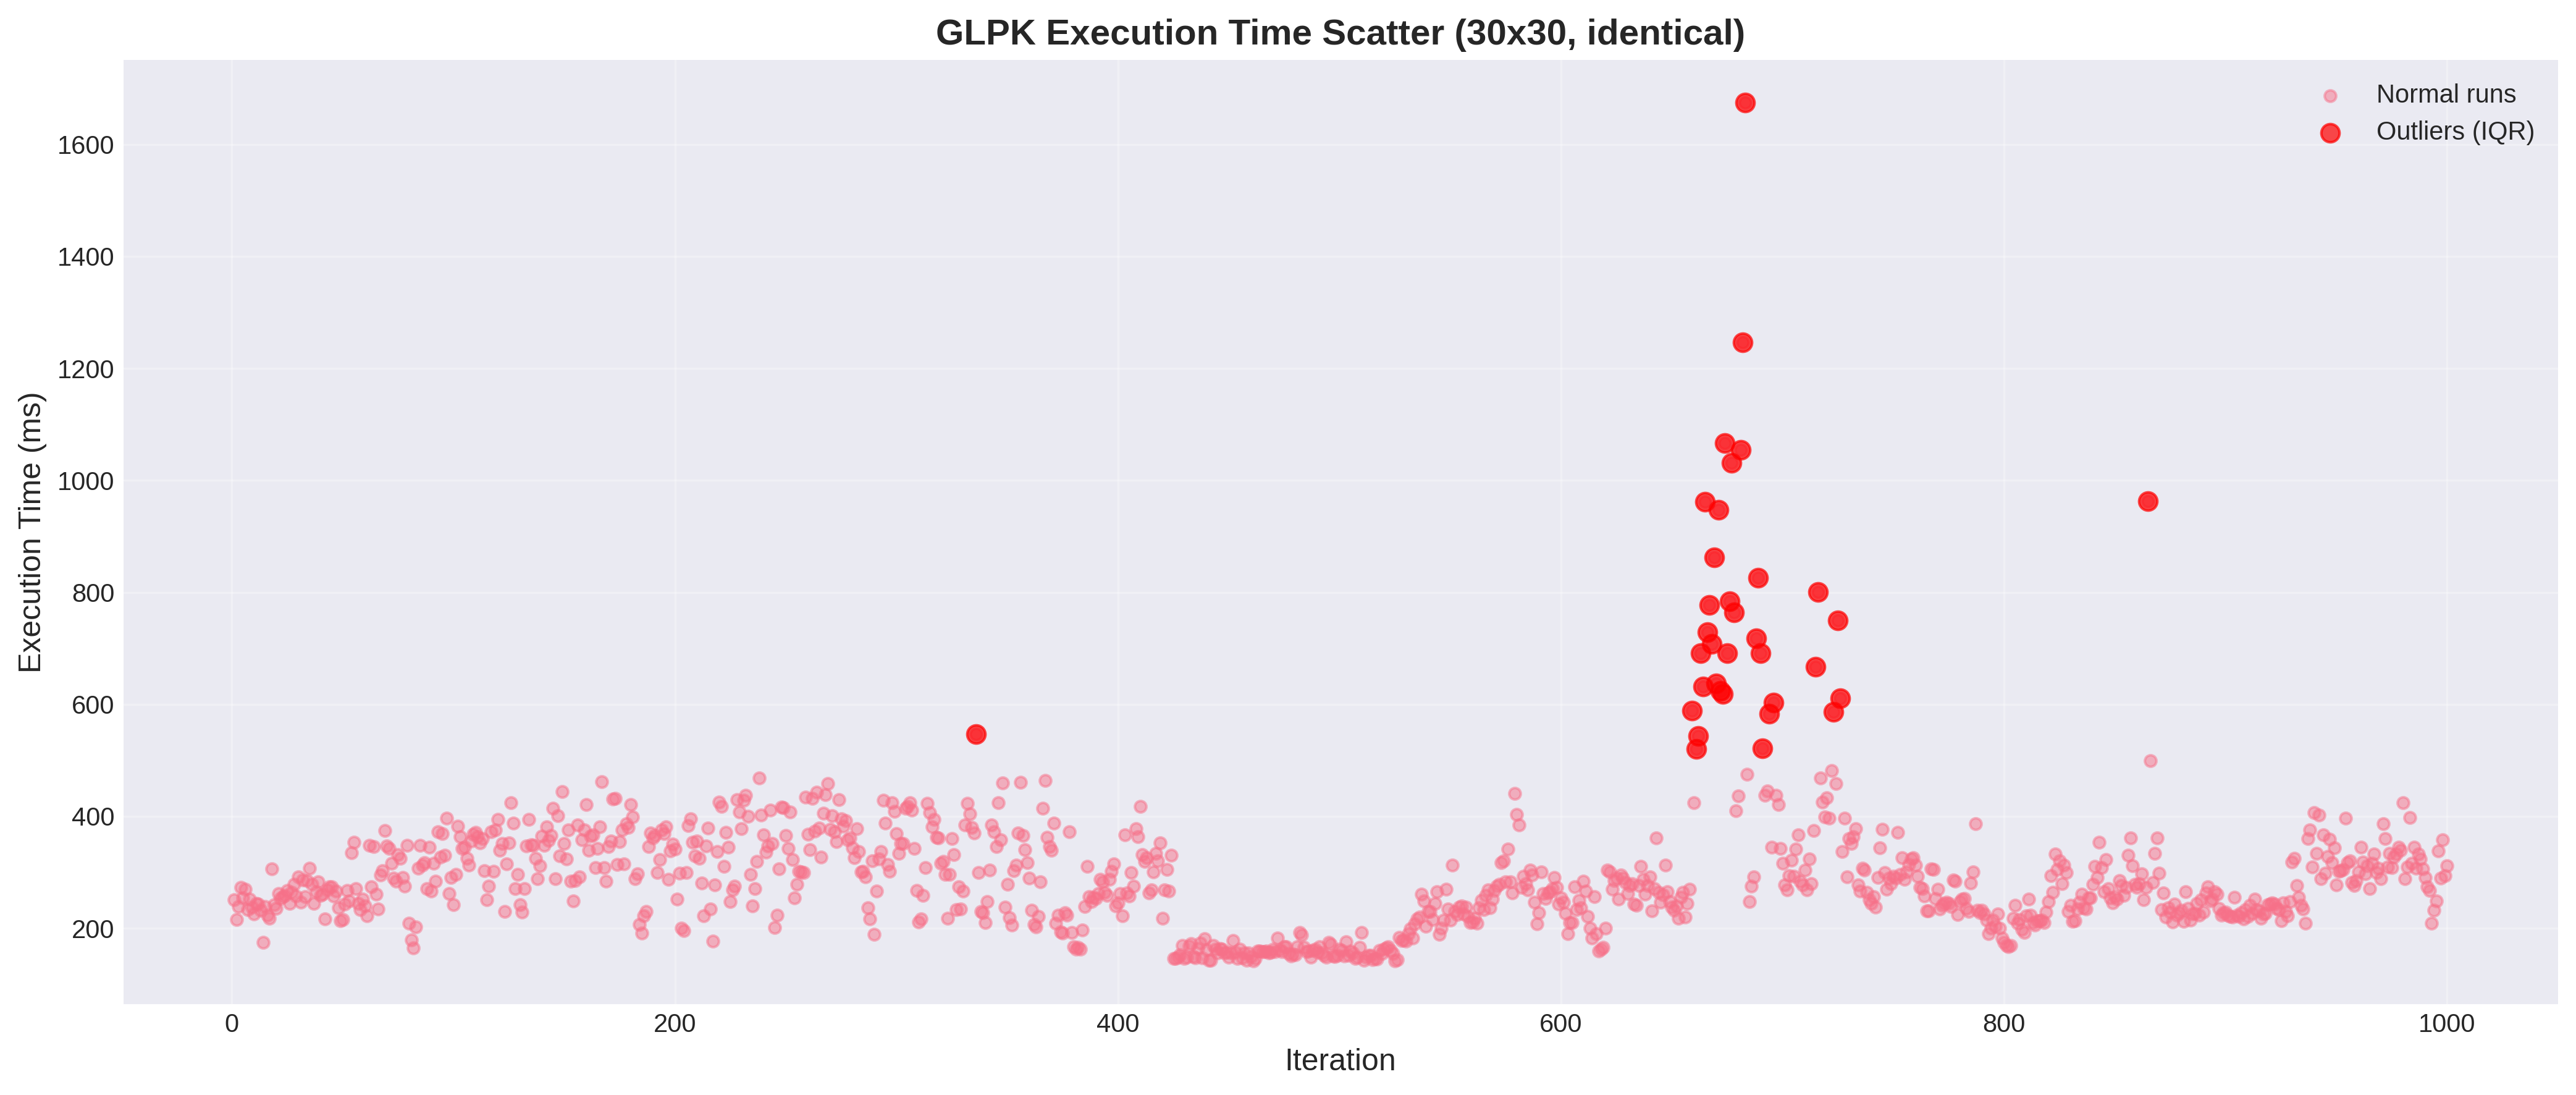 GLPK Execution Time Scatter (30x30, identical)
Normal runs
Outliers (IQR)
Execution Time (ms)
1600
1400
1200
1000
800
600
400
200
0
200
400
600
800
1000
Iteration